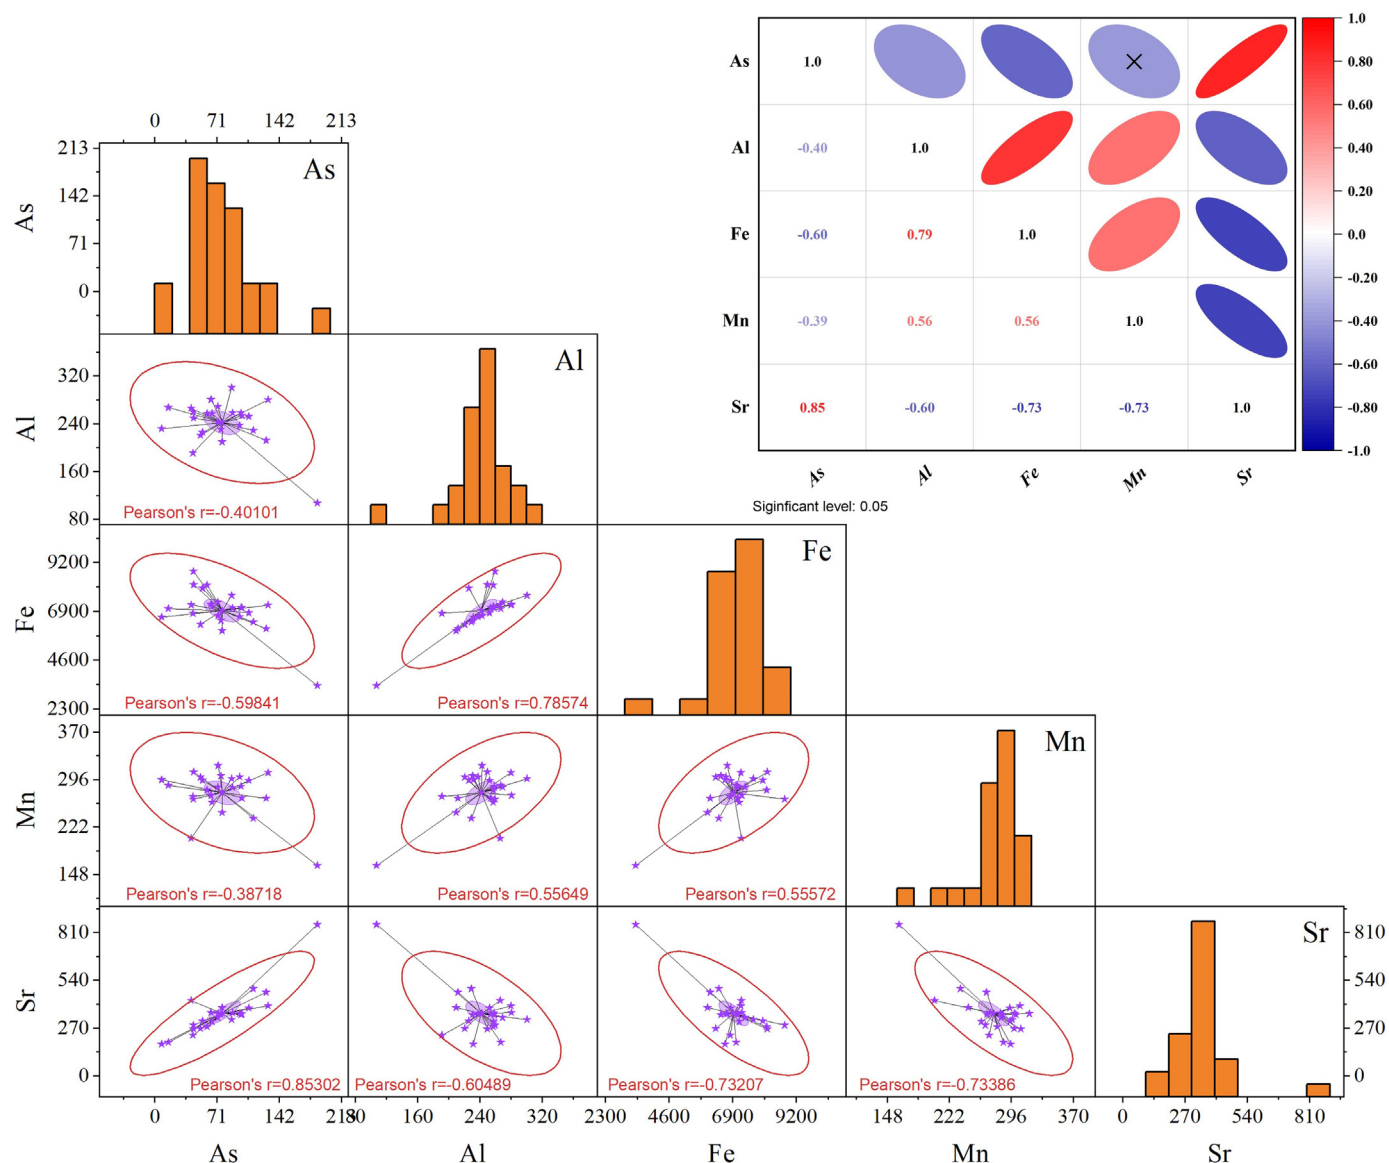 1.0
As 1.0 0.80
0.60
Al -0.40 1.0 0.40
0.20
Fe -0.60 0.79 1.0 0.0
-0.20
Mn -0.39 0.56 0.56 1.0 -0.40
-0.60
Sr 0.85 -0.60 -0.73 -0.73 1.0 -0.80
-1.0
As Al Fe Mn Sr
Siginficant level: 0.05
0 71 142 213
213 As
142
As
71
0
320 Al
Al
240
160
80
Pearson's r=-0.40101
9200 Fe
Fe
6900
4600
2300
Pearson's r=-0.59841 Pearson's r=0.78574
370 Mn
296
Mn
222
148
Pearson's r=-0.38718 Pearson's r=0.55649 Pearson's r=0.55572
810 Sr 810
540 540
Sr
270 270
0 0
Pearson's r=0.85302 Pearson's r=-0.60489 Pearson's r=-0.73207 Pearson's r=-0.73386
0 71 142 213 80 160 240 320 2300 4600 6900 9200 148 222 296 370 0 270 540 810
As Al Fe Mn Sr